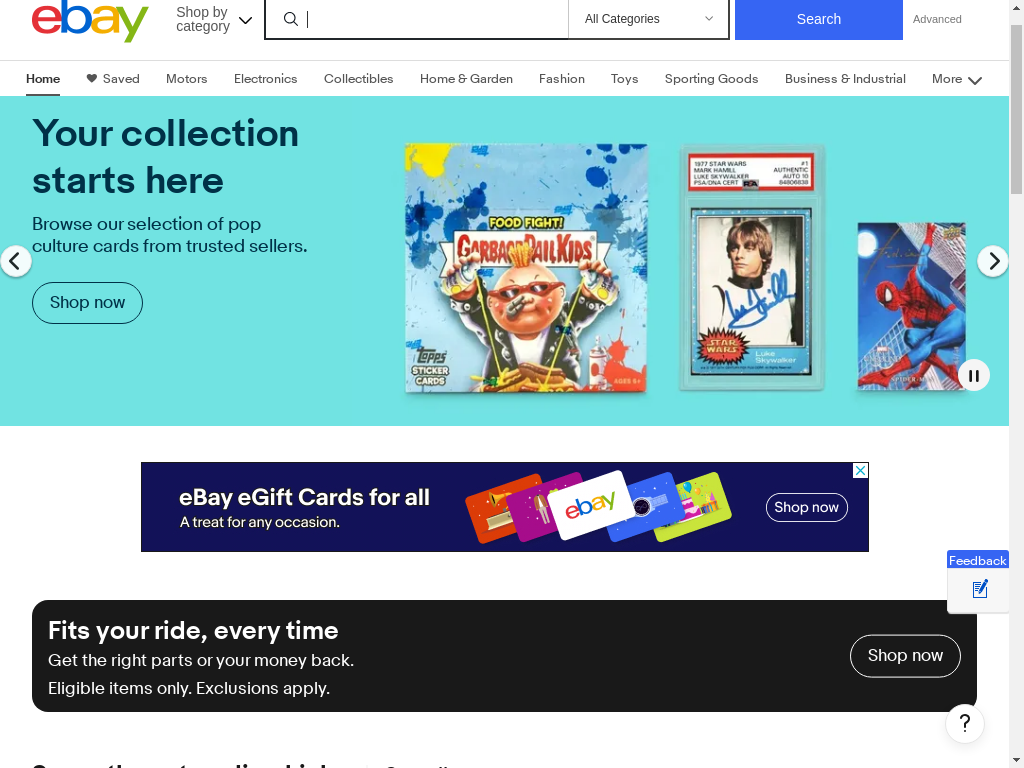 ebay
Shop by
category
All Categories
Search
Advanced
Home
Saved
Motors
Electronics
Collectibles
Home & Garden
Fashion
Toys
Sporting Goods
Business & Industrial
More
Your collection
starts here
Browse our selection of pop
culture cards from trusted sellers.
Shop now
FOOD FIGHT!
GARBAGE PAIL KIDS
Topps
STICKER
CARDS
AGES 6+
1977 STAR WARS #1
MARK HAMILL AUTHENTIC
LUKE SKYWALKER AUTO 10
PSA/DNA CERT 84806838
STAR
WARS
Luke
Skywalker
MARVEL
SPIDER-MAN
eBay eGift Cards for all
A treat for any occasion.
ebay
Shop now
Feedback
Fits your ride, every time
Get the right parts or your money back.
Eligible items only. Exclusions apply.
Shop now
?